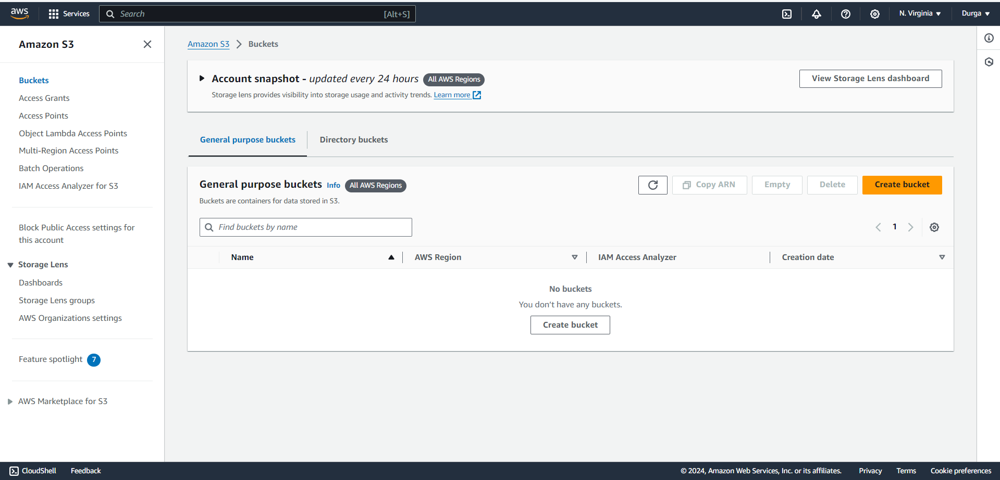 aws Services Search [Alt+S] N. Virginia Durga
Amazon S3
Buckets
Access Grants
Access Points
Object Lambda Access Points
Multi-Region Access Points
Batch Operations
IAM Access Analyzer for S3
Block Public Access settings for
this account
Storage Lens
Dashboards
Storage Lens groups
AWS Organizations settings
Feature spotlight 7
AWS Marketplace for S3
Amazon S3 Buckets
Account snapshot - updated every 24 hours All AWS Regions
View Storage Lens dashboard
Storage lens provides visibility into storage usage and activity trends. Learn more
General purpose buckets Directory buckets
General purpose buckets Info All AWS Regions
Copy ARN Empty Delete Create bucket
Buckets are containers for data stored in S3.
Find buckets by name
1
Name AWS Region IAM Access Analyzer Creation date
No buckets
You don’t have any buckets.
Create bucket
CloudShell Feedback © 2024, Amazon Web Services, Inc. or its affiliates. Privacy Terms Cookie preferences